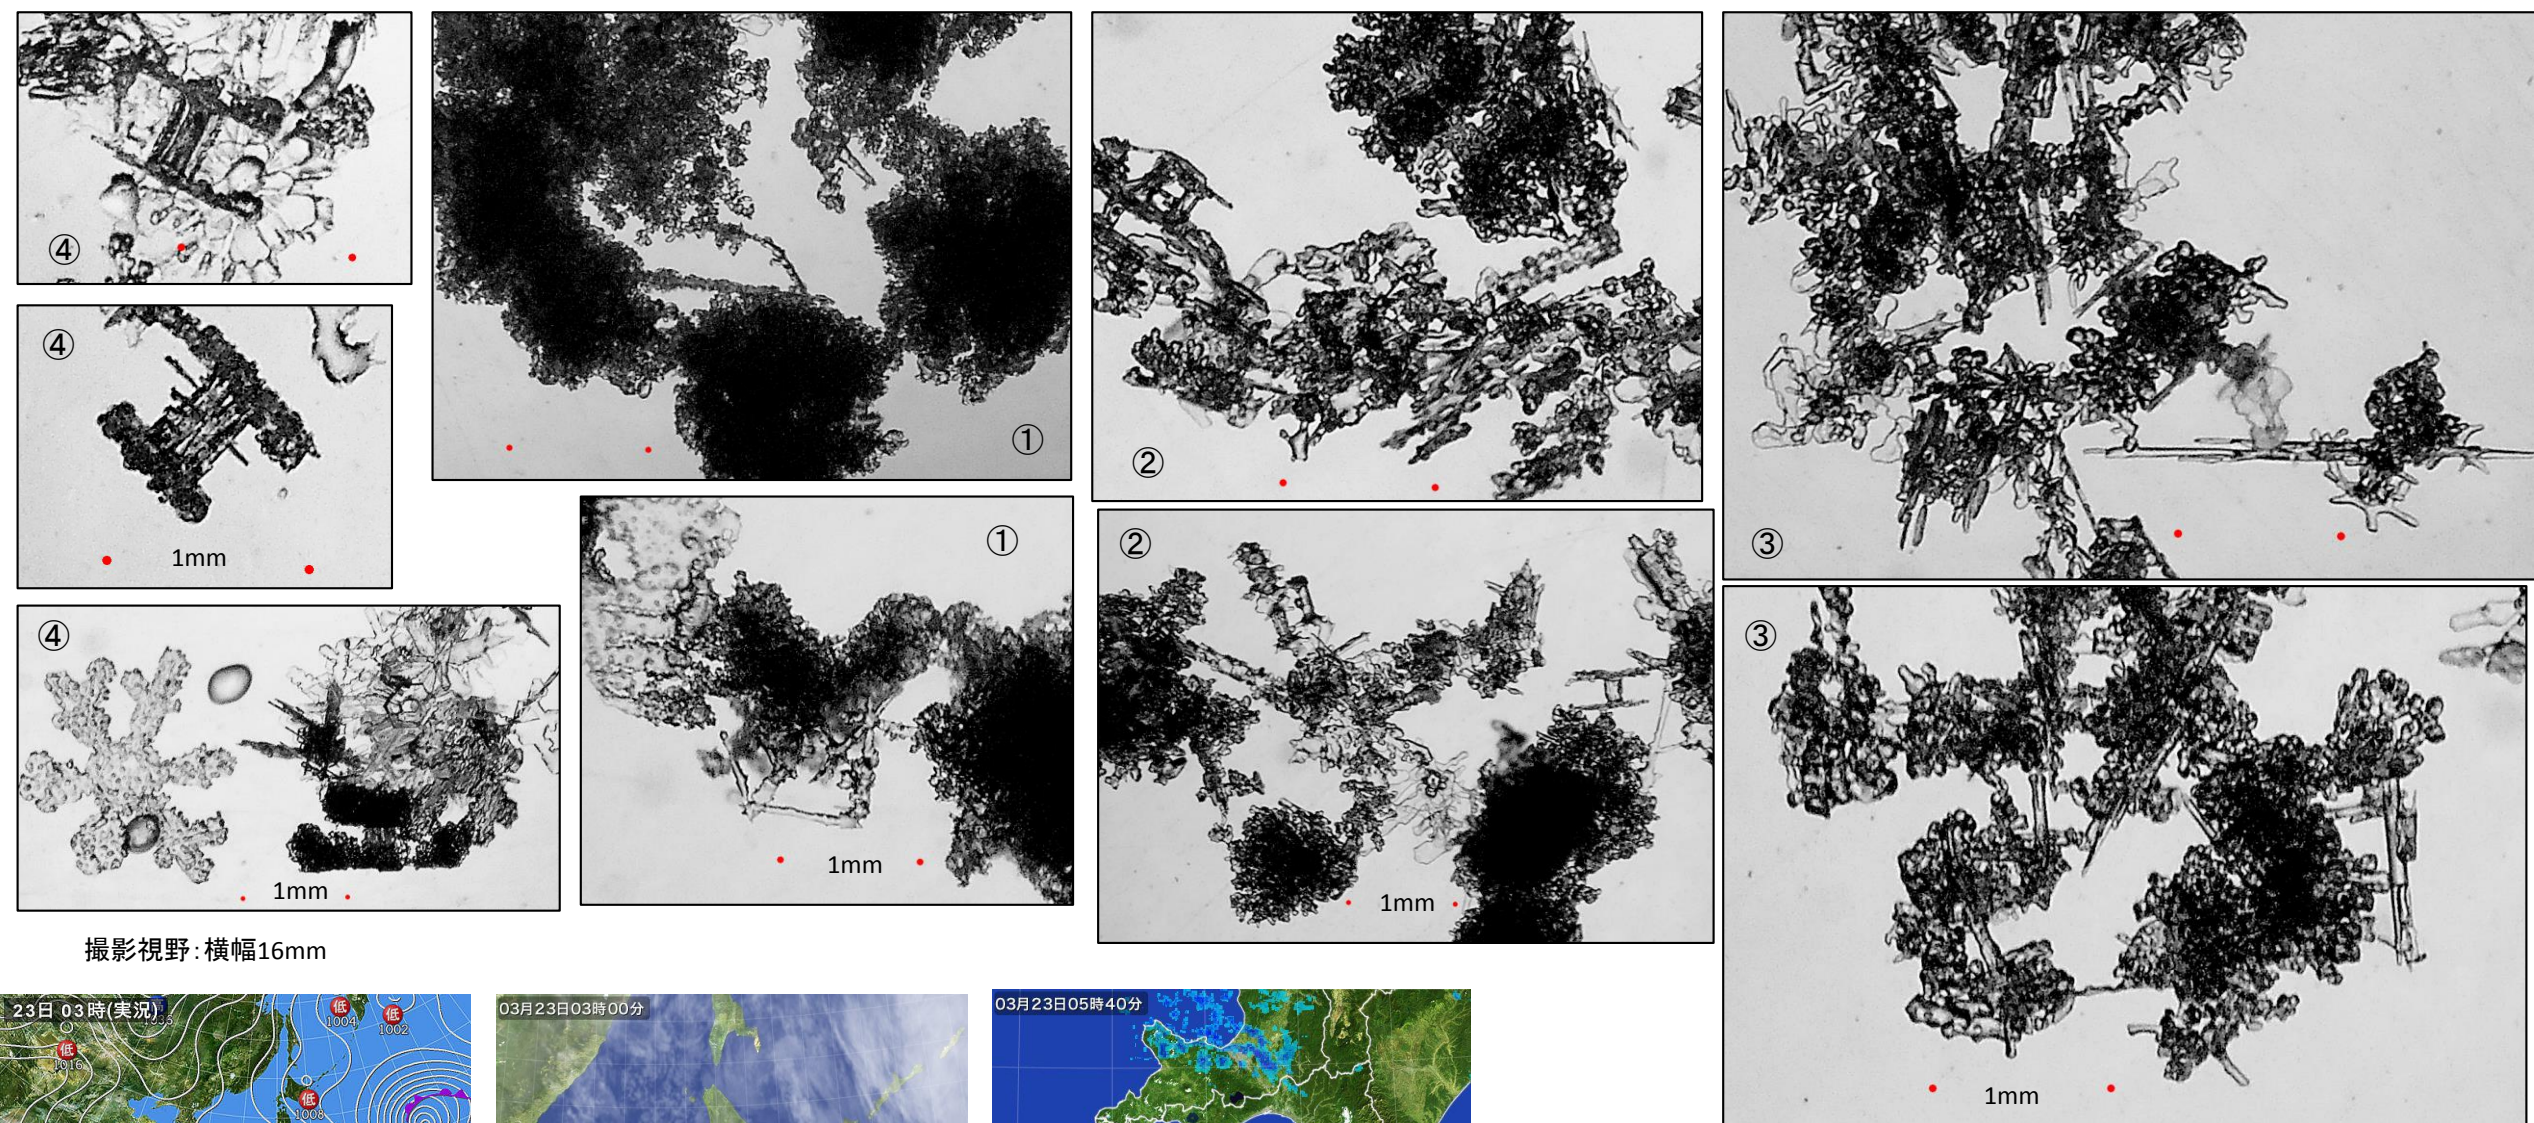 ④
①
②
③
④
1mm
①
1mm
②
1mm
③
1mm
④
1mm
撮影視野:横幅16mm
23日 03時(実況)
低
1004
低
1002
低
1016
低
1008
03月23日03時00分
03月23日05時40分